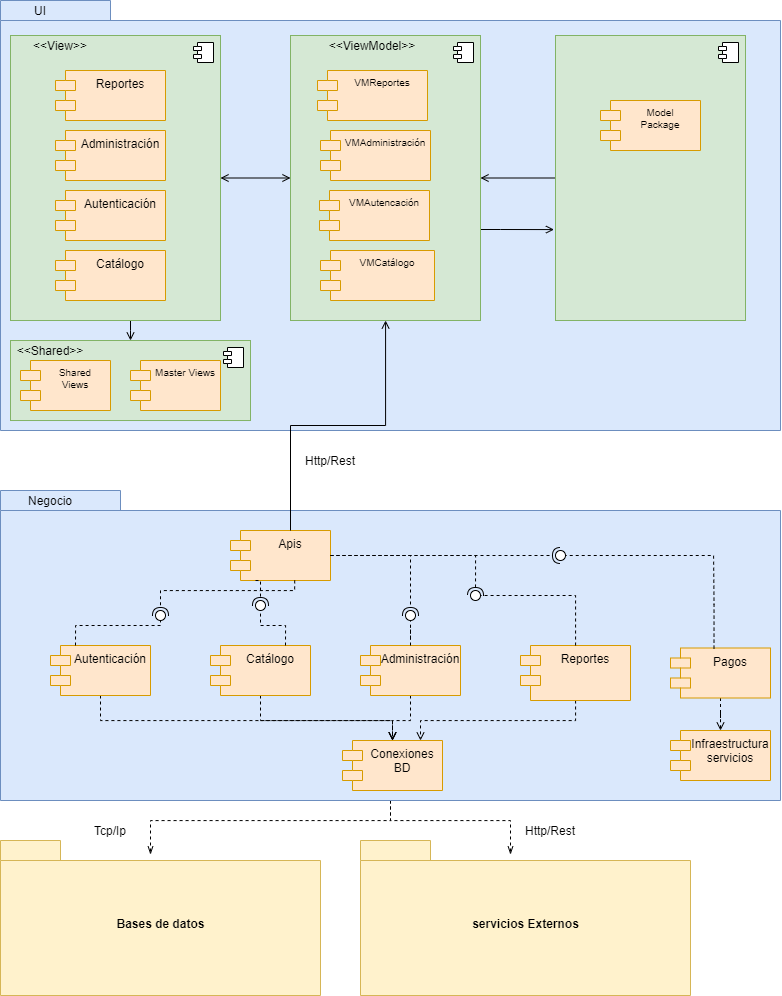 UI
<<View>>
Reportes
Administración
Autenticación
Catálogo
<<ViewModel>>
VMReportes
VMAdministración
VMAutencación
VMCatálogo
Model
Package
<<Shared>>
Shared
Views
Master Views
Http/Rest
Negocio
Apis
Autenticación
Catálogo
Administración
Reportes
Pagos
Conexiones
BD
Infraestructura
servicios
Tcp/Ip
Http/Rest
Bases de datos
servicios Externos